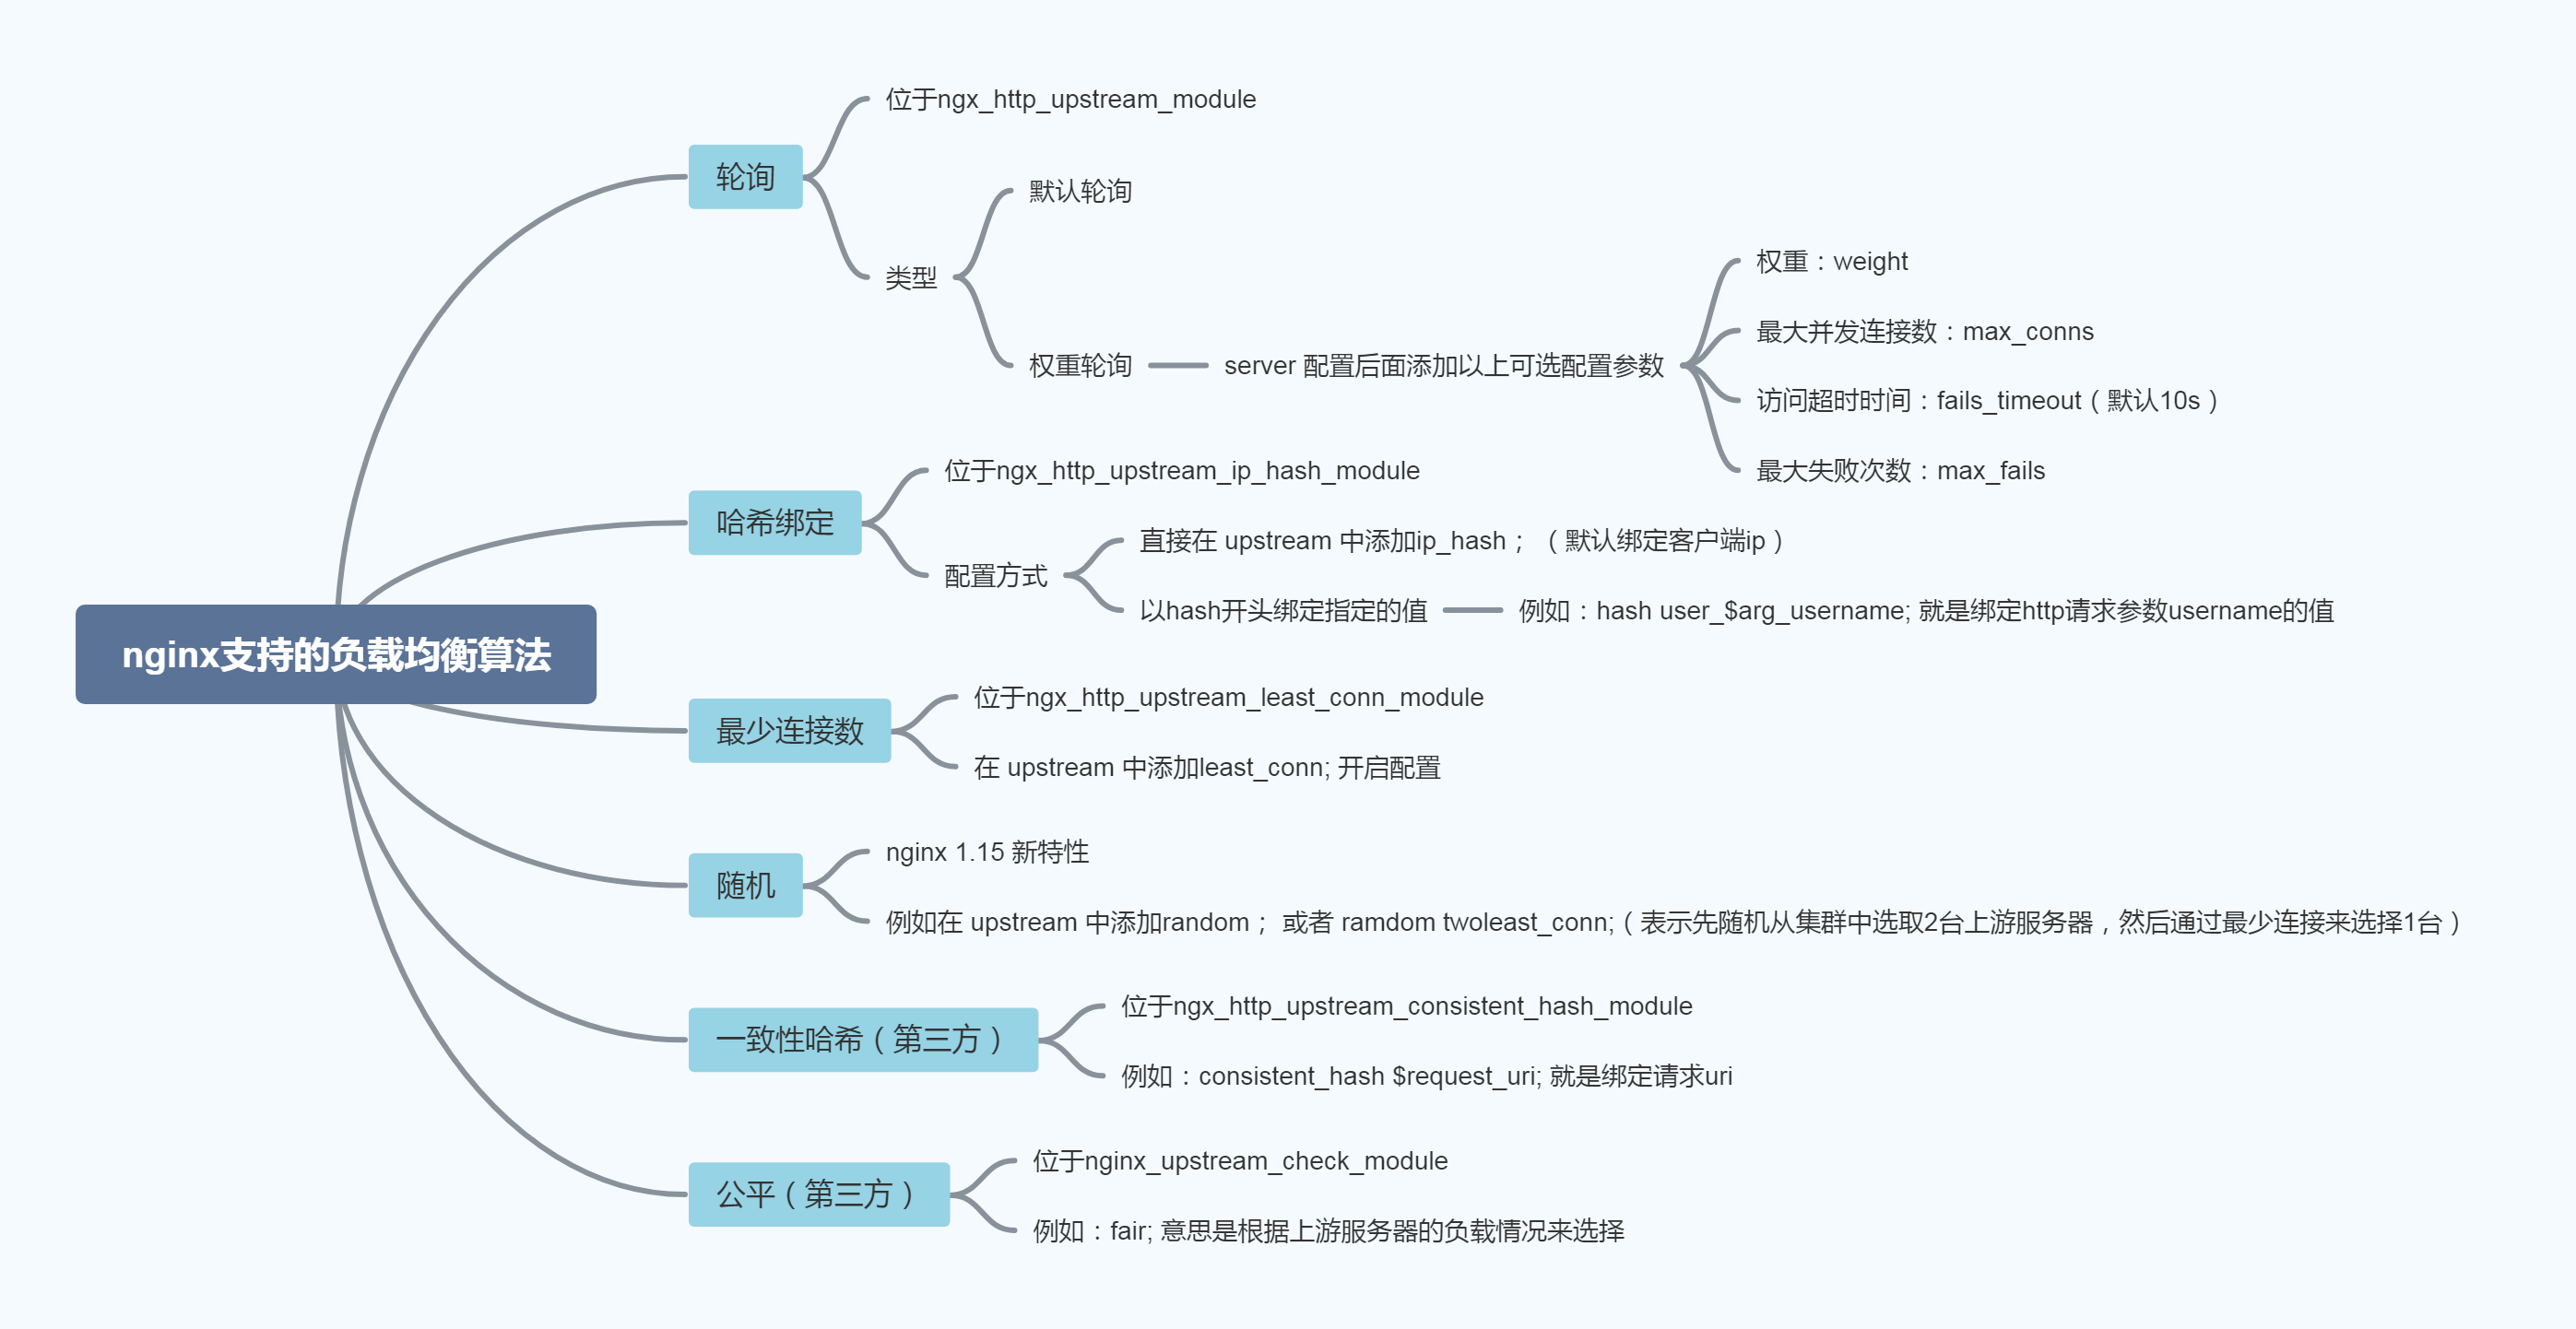 nginx支持的负载均衡算法
轮询
位于ngx_http_upstream_module
类型
默认轮询
权重轮询
server 配置后面添加以上可选配置参数
权重：weight
最大并发连接数：max_conns
访问超时时间：fails_timeout（默认10s）
最大失败次数：max_fails
哈希绑定
位于ngx_http_upstream_ip_hash_module
配置方式
直接在 upstream 中添加ip_hash；（默认绑定客户端ip）
以hash开头绑定指定的值
例如：hash user_$arg_username; 就是绑定http请求参数username的值
最少连接数
位于ngx_http_upstream_least_conn_module
在 upstream 中添加least_conn; 开启配置
随机
nginx 1.15 新特性
例如在 upstream 中添加random； 或者 ramdom twoleast_conn;（表示先随机从集群中选取2台上游服务器，然后通过最少连接来选择1台）
一致性哈希（第三方）
位于ngx_http_upstream_consistent_hash_module
例如：consistent_hash $request_uri; 就是绑定请求uri
公平（第三方）
位于nginx_upstream_check_module
例如：fair; 意思是根据上游服务器的负载情况来选择